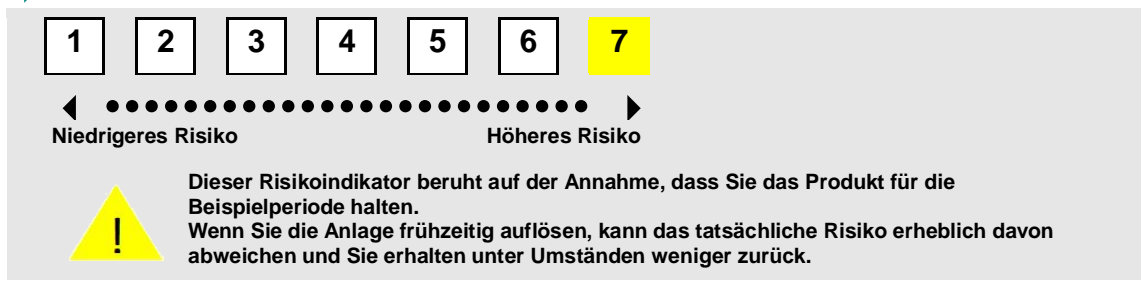 1 2 3 4 5 6 7
Niedrigeres Risiko Höheres Risiko
Dieser Risikoindikator beruht auf der Annahme, dass Sie das Produkt für die
Beispielperiode halten.
Wenn Sie die Anlage frühzeitig auflösen, kann das tatsächliche Risiko erheblich davon
abweichen und Sie erhalten unter Umständen weniger zurück.
!